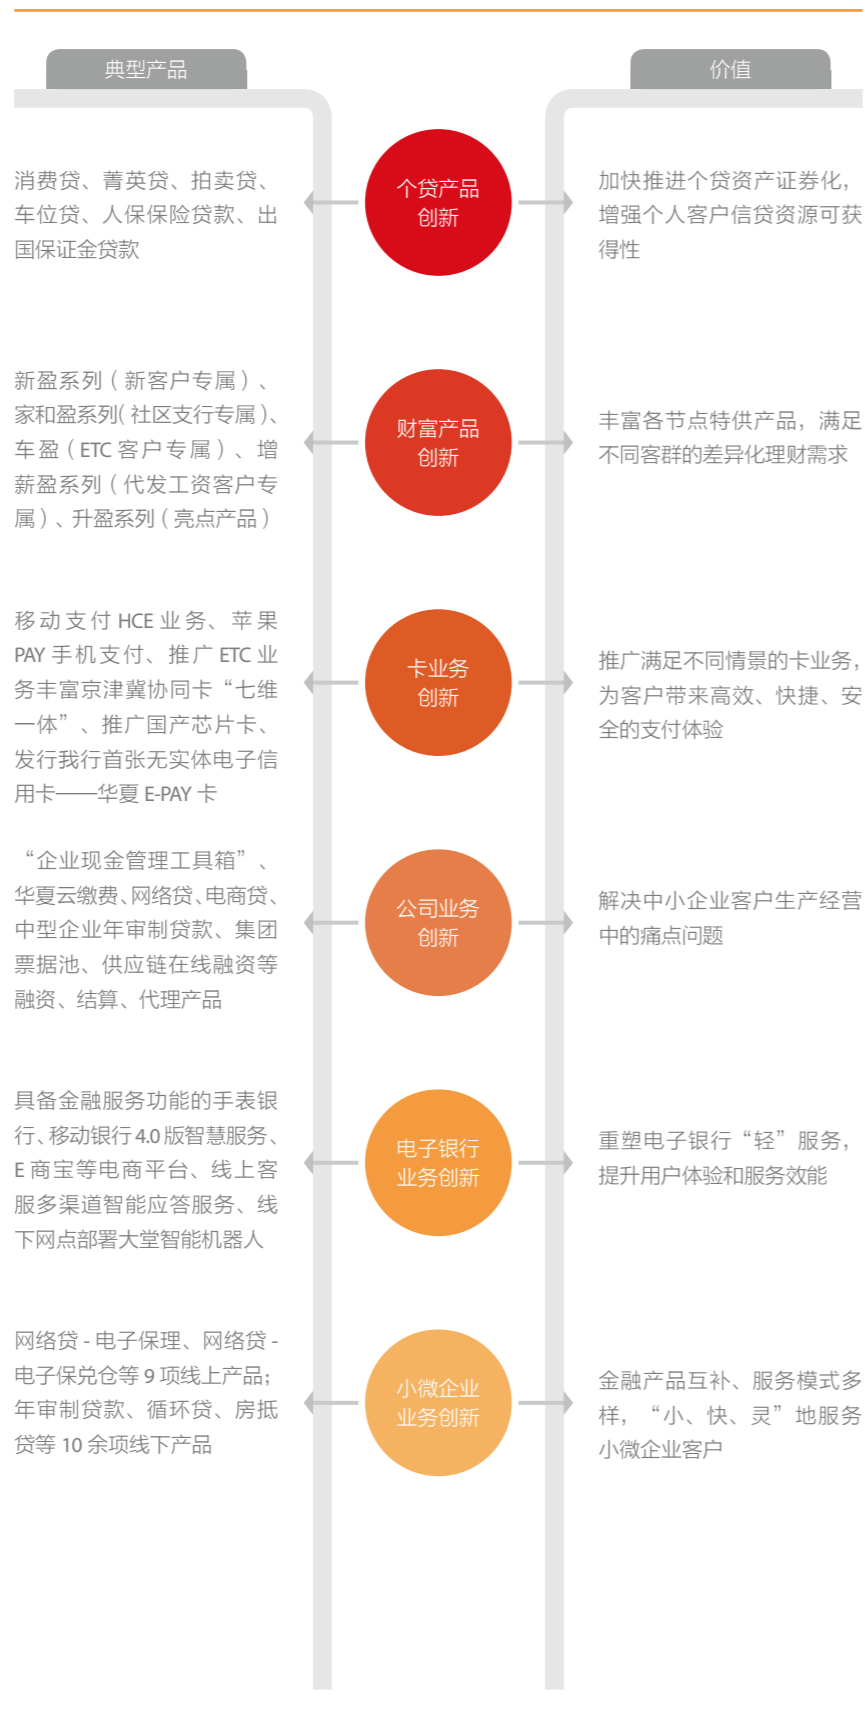 典型产品
价值
消费贷、菁英贷、拍卖贷、
车位贷、人保保险贷款、出
国保证金贷款
个贷产品
创新
加快推进个贷资产证券化，
增强个人客户信贷资源可获
得性
新盈系列（新客户专属）、
家和盈系列（社区支行专属）、
车盈（ETC 客户专属）、增
薪盈系列（代发工资客户专
属）、升盈系列（亮点产品）
财富产品
创新
丰富各节点特供产品，满足
不同客群的差异化理财需求
移动支付 HCE 业务、苹果
PAY 手机支付、推广 ETC 业
务丰富京津冀协同卡“七维
一体”、推广国产芯片卡、
发行我行首张无实体电子信
用卡——华夏 E-PAY 卡
卡业务
创新
推广满足不同情景的卡业务，
为客户带来高效、快捷、安
全的支付体验
“企业现金管理工具箱”、
华夏云缴费、网络贷、电商贷、
中型企业年审制贷款、集团
票据池、供应链在线融资等
融资、结算、代理产品
公司业务
创新
解决中小企业客户生产经营
中的痛点问题
具备金融服务功能的手表银
行、移动银行 4.0 版智慧服务、
E 商宝等电商平台、线上客
服多渠道智能应答服务、线
下网点部署大堂智能机器人
电子银行
业务创新
重塑电子银行“轻”服务，
提升用户体验和服务效能
网络贷 - 电子保理、网络贷 -
电子保兑仓等 9 项线上产品；
年审制贷款、循环贷、房抵
贷等 10 余项线下产品
小微企业
业务创新
金融产品互补、服务模式多
样，“小、快、灵”地服务
小微企业客户